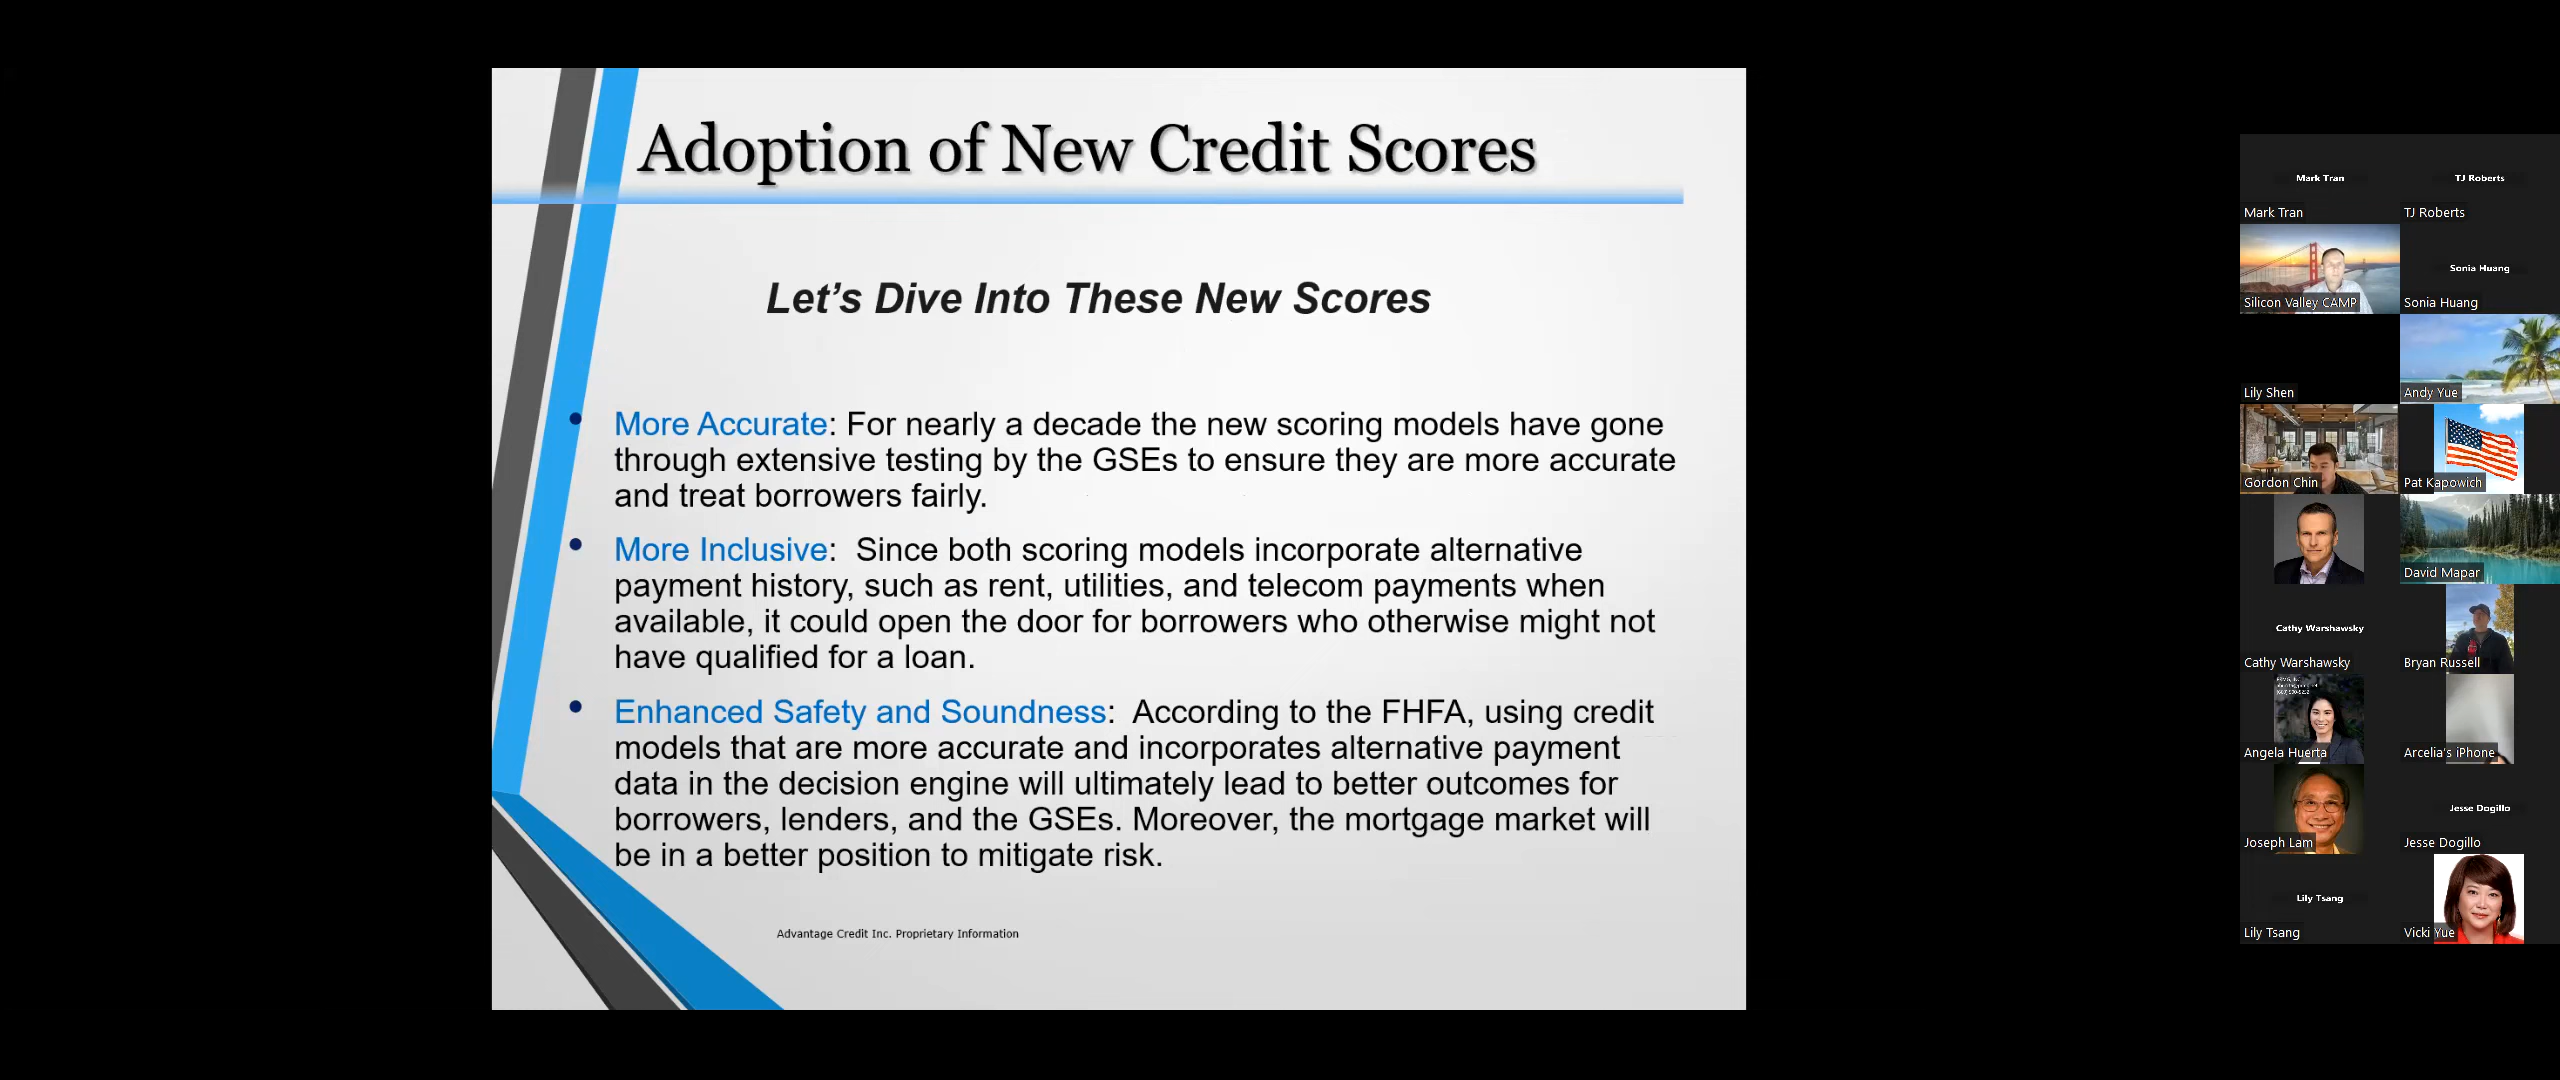 Adoption of New Credit Scores
Let’s Dive Into These New Scores
• More Accurate: For nearly a decade the new scoring models have gone
through extensive testing by the GSEs to ensure they are more accurate
and treat borrowers fairly.
• More Inclusive:  Since both scoring models incorporate alternative
payment history, such as rent, utilities, and telecom payments when
available, it could open the door for borrowers who otherwise might not
have qualified for a loan.
• Enhanced Safety and Soundness:  According to the FHFA, using credit
models that are more accurate and incorporates alternative payment
data in the decision engine will ultimately lead to better outcomes for
borrowers, lenders, and the GSEs. Moreover, the mortgage market will
be in a better position to mitigate risk.
Advantage Credit Inc. Proprietary Information
Mark Tran
Mark Tran
TJ Roberts
TJ Roberts
Silicon Valley CAMP
Sonia Huang
Sonia Huang
Lily Shen
Andy Yue
Gordon Chin
Pat Kapowich
David Mapar
Cathy Warshawsky
Cathy Warshawsky
Bryan Russell
Angela Huerta
Arcelia's iPhone
Joseph Lam
Jesse Dogillo
Jesse Dogillo
Lily Tsang
Lily Tsang
Vicki Yue